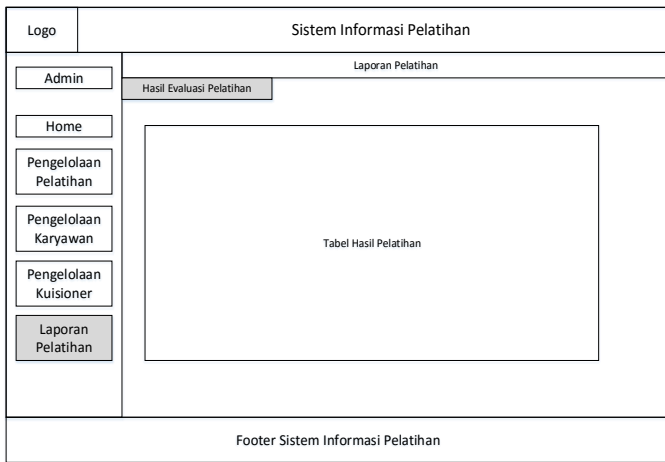 Logo
Sistem Informasi Pelatihan
Admin
Laporan Pelatihan
Hasil Evaluasi Pelatihan
Home
Pengelolaan
Pelatihan
Pengelolaan
Karyawan
Pengelolaan
Kuisioner
Laporan
Pelatihan
Tabel Hasil Pelatihan
Footer Sistem Informasi Pelatihan